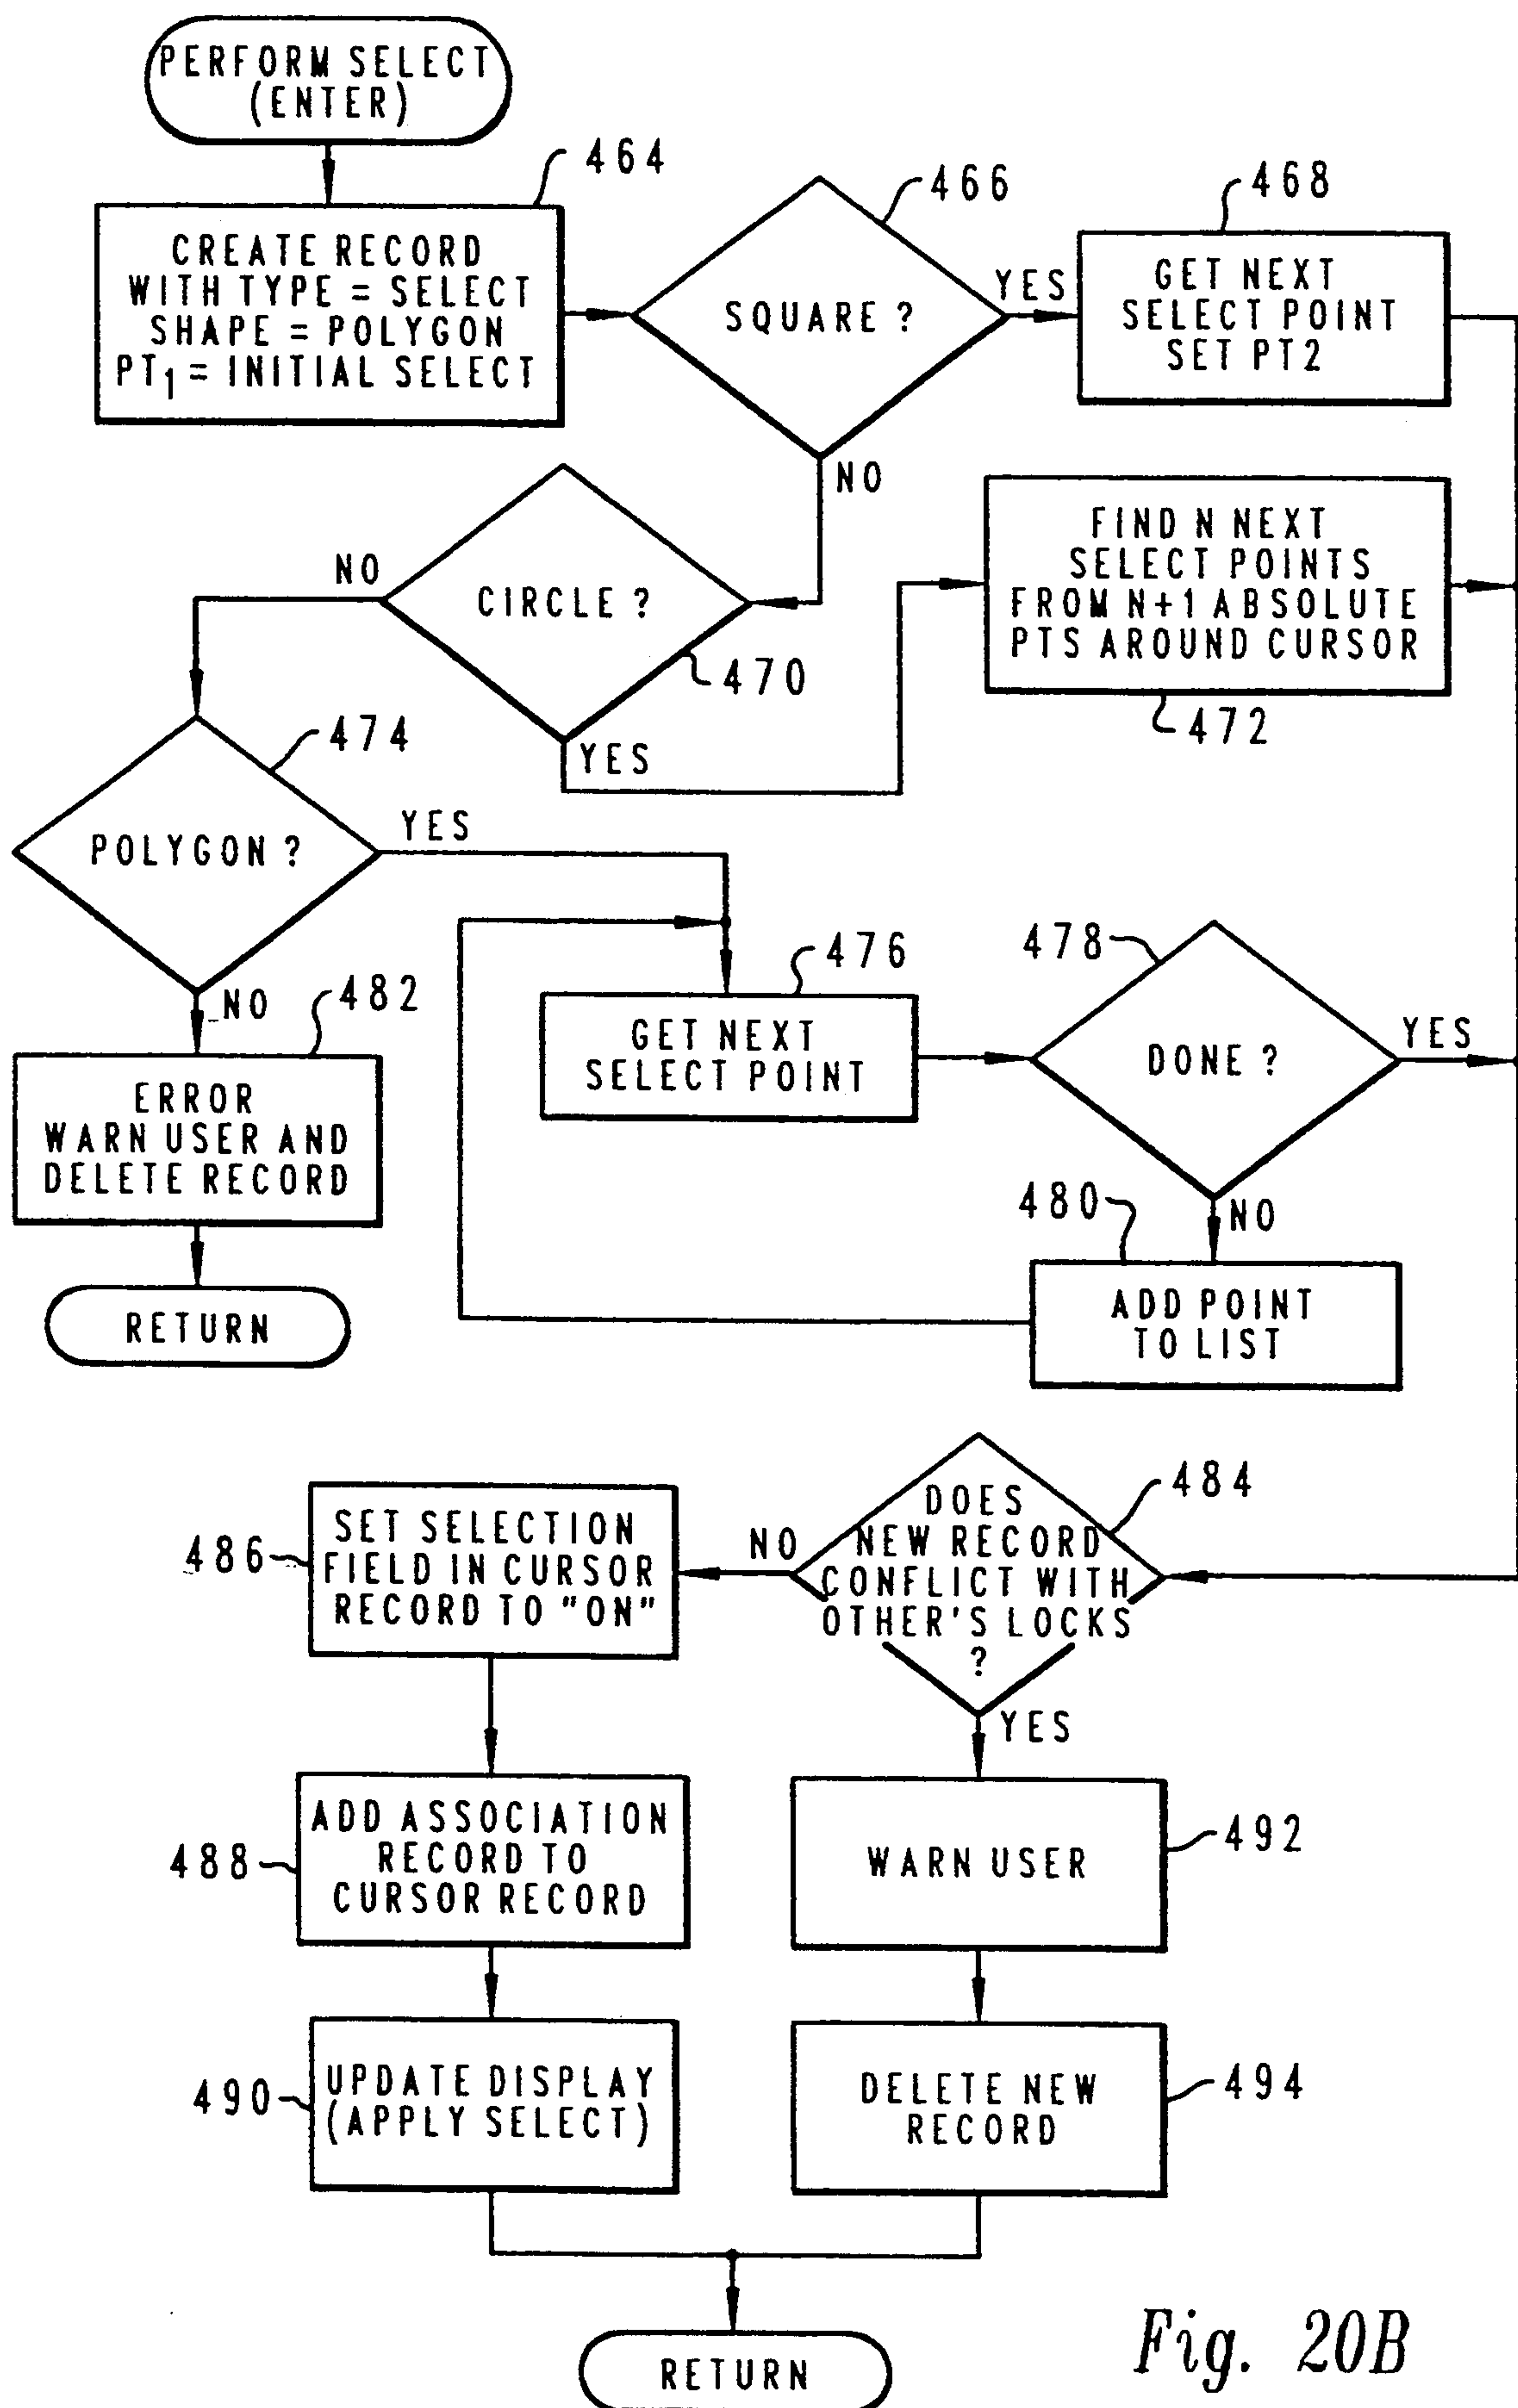 PERFORM SELECT
(ENTER)
464
CREATE RECORD
WITH TYPE = SELECT
SHAPE = POLYGON
PT1 = INITIAL SELECT
466
SQUARE ?
YES
NO
468
GET NEXT
SELECT POINT
SET PT2
CIRCLE ?
NO
YES
470
FIND N NEXT
SELECT POINTS
FROM N+1 ABSOLUTE
PTS AROUND CURSOR
472
474
POLYGON ?
YES
NO
476
GET NEXT
SELECT POINT
478
DONE ?
YES
NO
482
ERROR
WARN USER AND
DELETE RECORD
RETURN
480
ADD POINT
TO LIST
484
DOES
NEW RECORD
CONFLICT WITH
OTHER'S LOCKS
?
NO
YES
486
SET SELECTION
FIELD IN CURSOR
RECORD TO "ON"
488
ADD ASSOCIATION
RECORD TO
CURSOR RECORD
492
WARN USER
490
UPDATE DISPLAY
(APPLY SELECT)
494
DELETE NEW
RECORD
RETURN
Fig. 20B